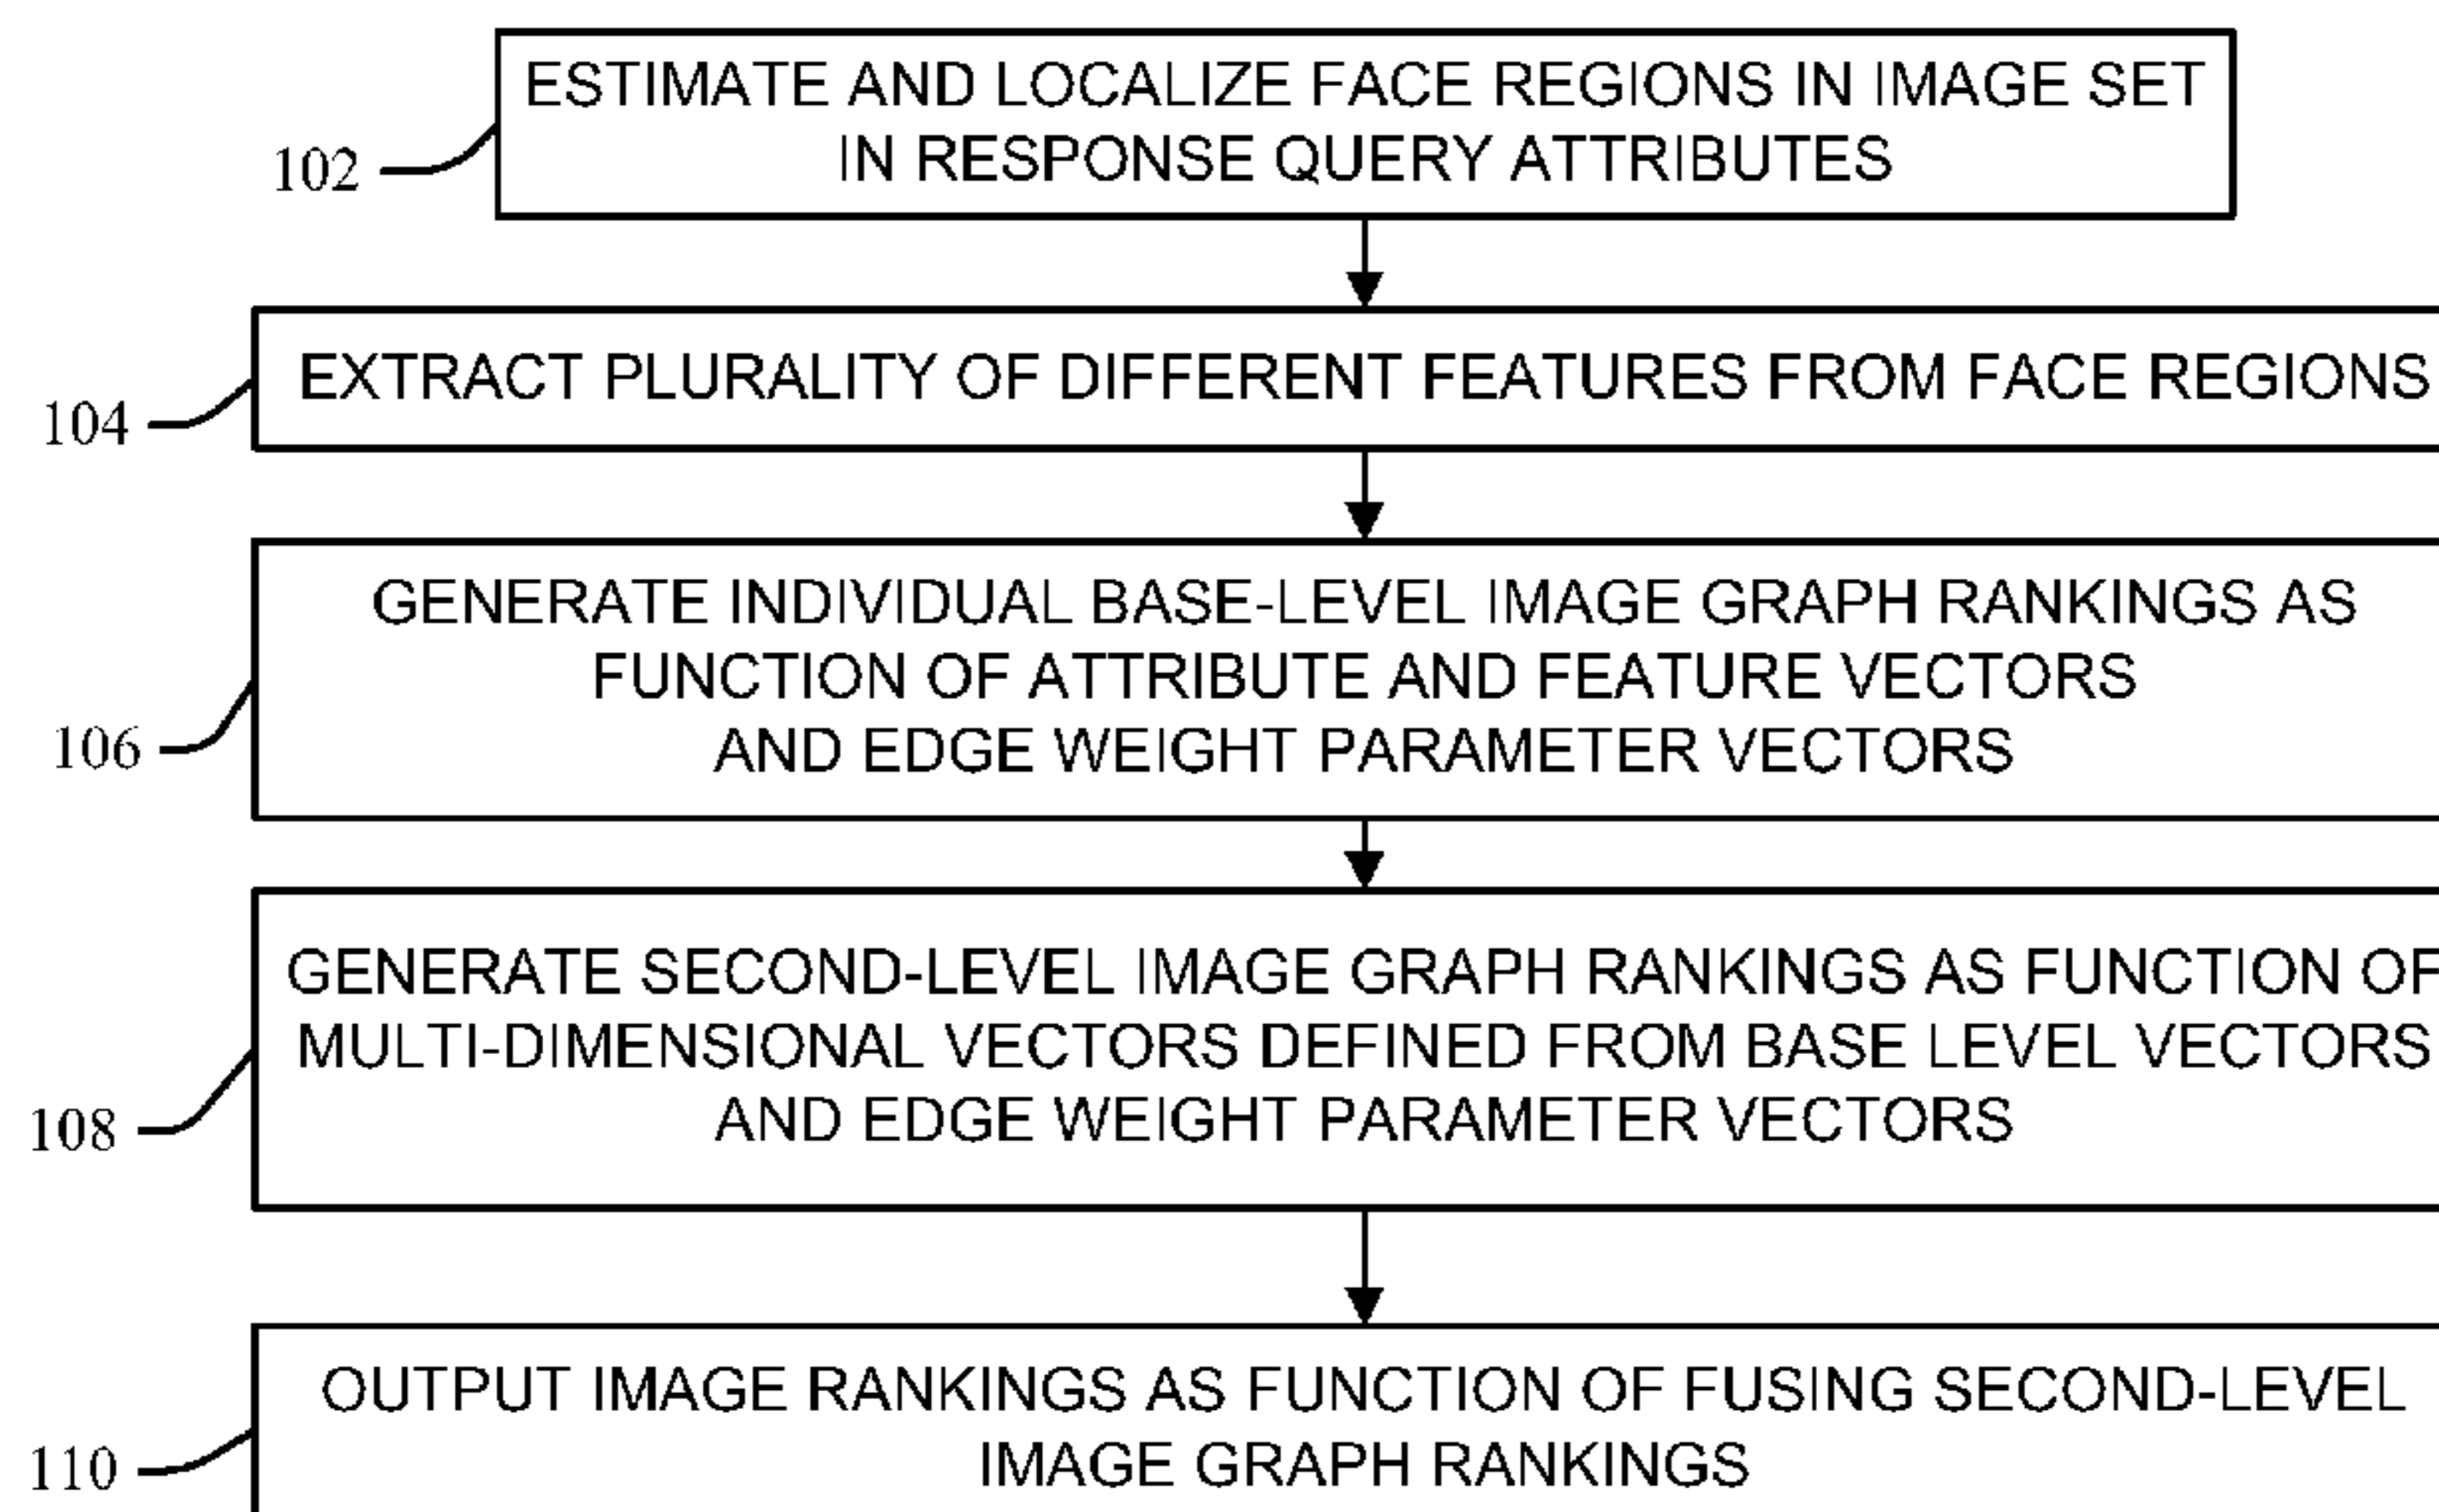 ESTIMATE AND LOCALIZE FACE REGIONS IN IMAGE SET
IN RESPONSE QUERY ATTRIBUTES
102
EXTRACT PLURALITY OF DIFFERENT FEATURES FROM FACE REGIONS
104
GENERATE INDIVIDUAL BASE-LEVEL IMAGE GRAPH RANKINGS AS
FUNCTION OF ATTRIBUTE AND FEATURE VECTORS
AND EDGE WEIGHT PARAMETER VECTORS
106
GENERATE SECOND-LEVEL IMAGE GRAPH RANKINGS AS FUNCTION OF
MULTI-DIMENSIONAL VECTORS DEFINED FROM BASE LEVEL VECTORS
AND EDGE WEIGHT PARAMETER VECTORS
108
OUTPUT IMAGE RANKINGS AS FUNCTION OF FUSING SECOND-LEVEL
IMAGE GRAPH RANKINGS
110